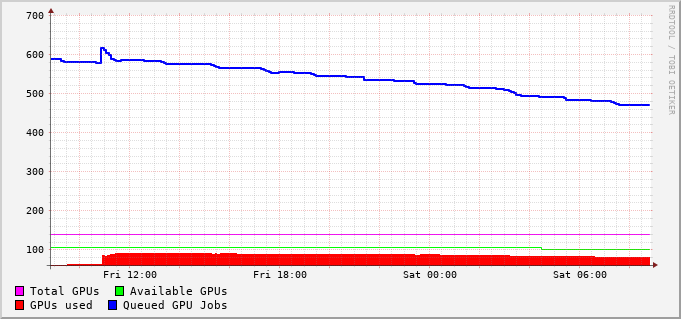 700
600
500
400
300
200
100
Fri 12:00 Fri 18:00 Sat 00:00 Sat 06:00
Total GPUs Available GPUs
GPUs used Queued GPU Jobs
RRDTOOL / TOBI OETIKER